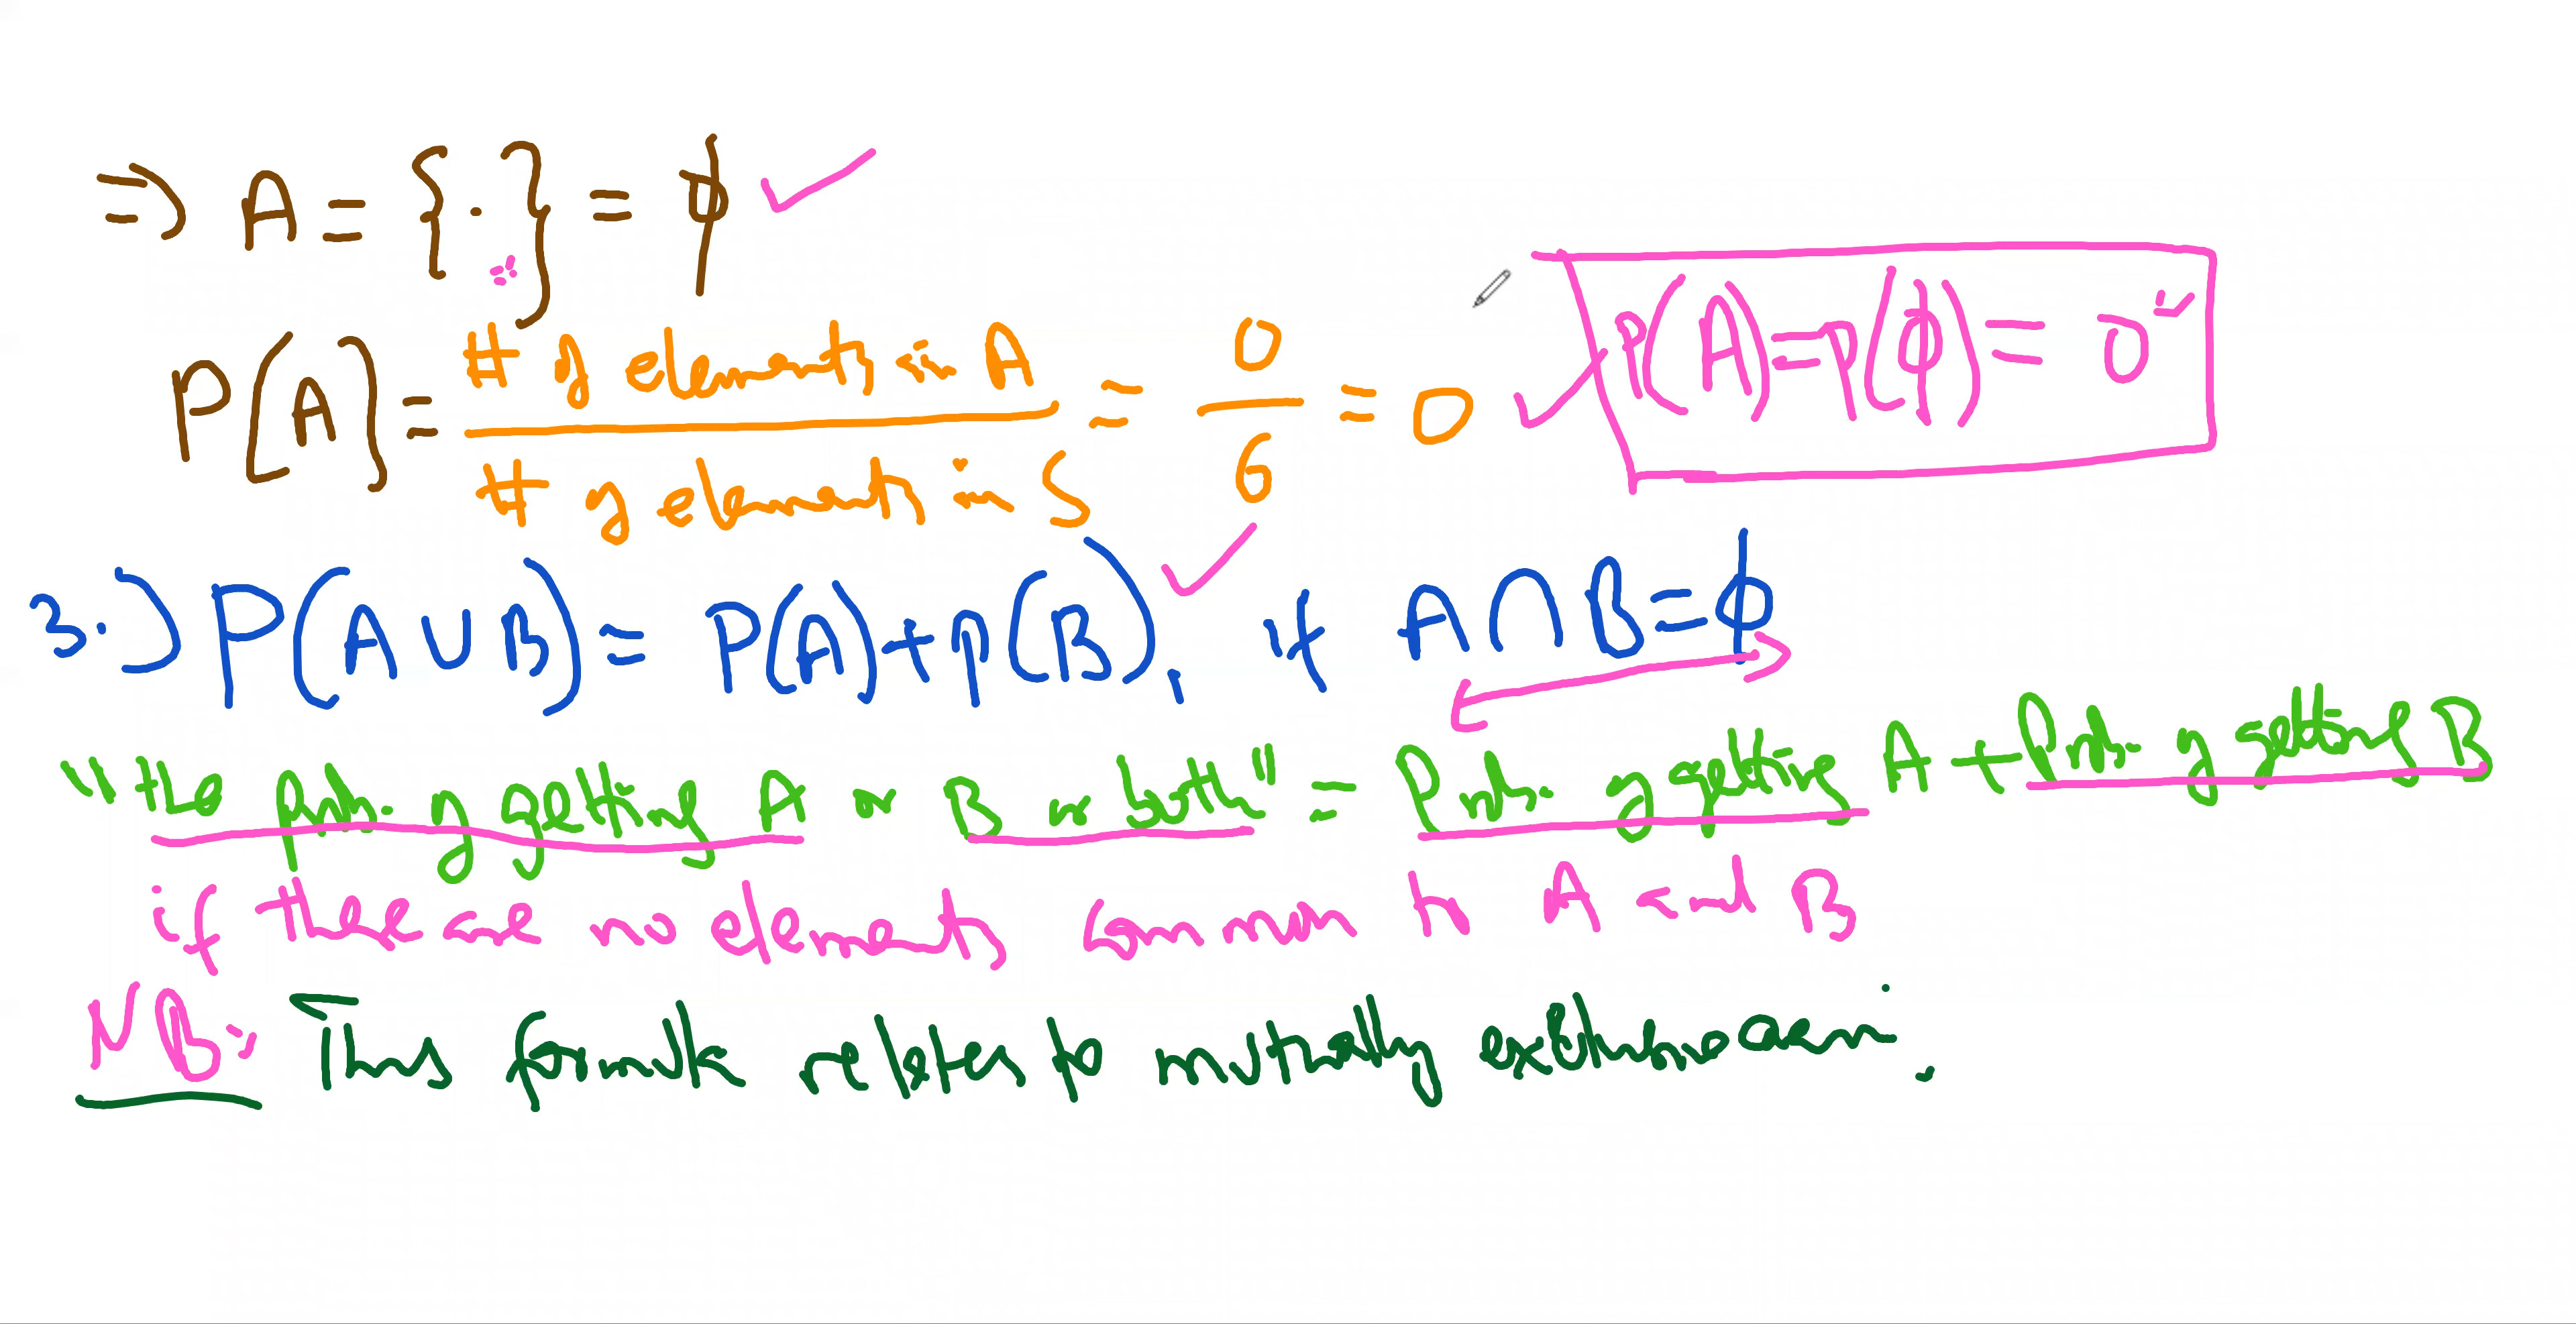 ⇒ A = {.} = ϕ ✓
P(A) = # of elements in A / # of elements in S = 0/6 = 0 ✓ P(A) = P(ϕ) = 0
3.) P(A ∪ B) = P(A) + P(B), if A ∩ B = ϕ
"the prob. of getting A or B or both" = Prob. of getting A + Prob. of getting B
if there are no elements common to A and B
NB: This formula relates to mutually exclusive